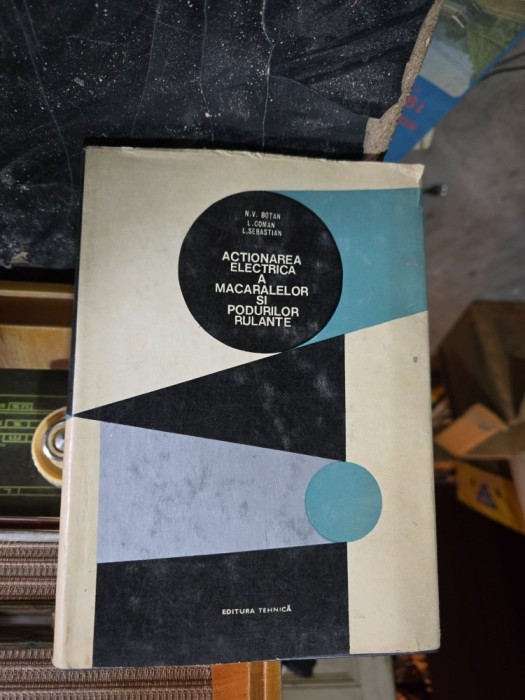 N.V. BOTAN
L. COMAN
L. SEBASTIAN
ACTIONAREA
ELECTRICA
A
MACARALELOR
SI
PODURILOR
RULANTE
EDITURA TEHNICĂ